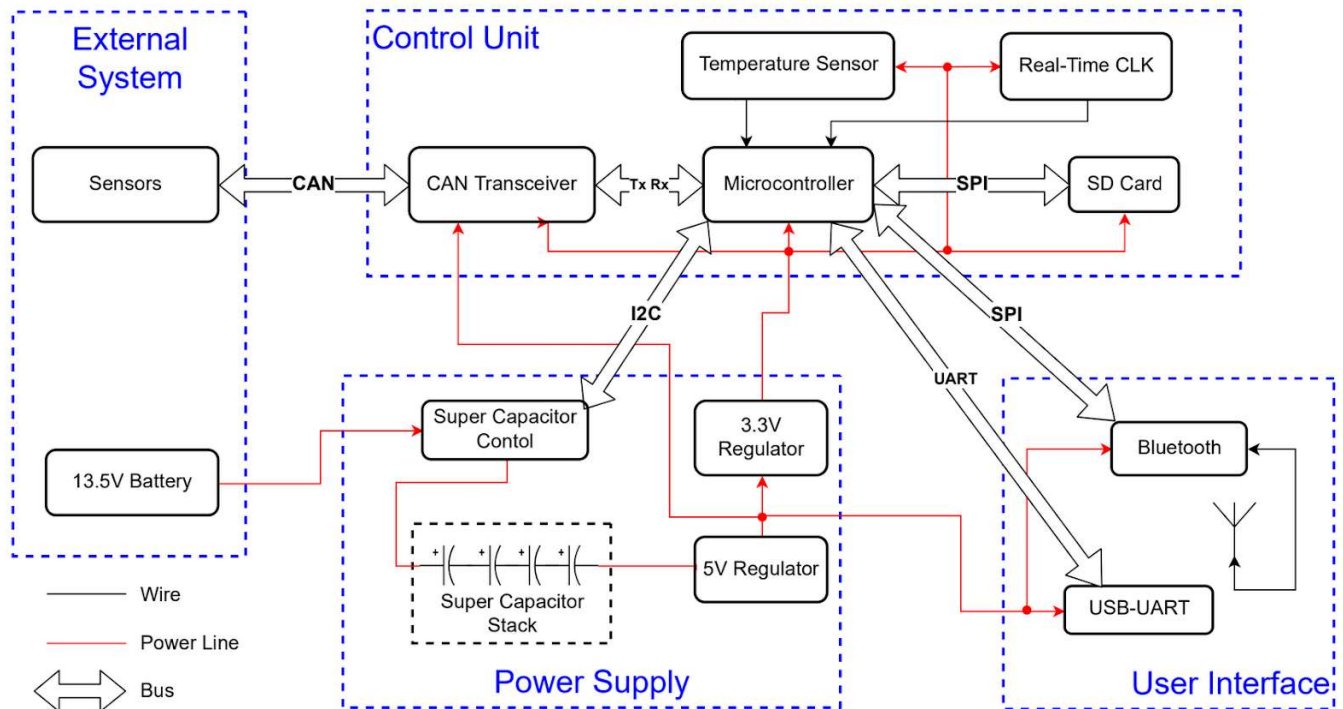 External
System
Control Unit
Temperature Sensor
Real-Time CLK
Sensors
CAN
CAN Transceiver
Tx Rx
Microcontroller
SPI
SD Card
I2C
SPI
UART
Super Capacitor
Contol
3.3V
Regulator
Bluetooth
13.5V Battery
+ + + +
Super Capacitor
Stack
5V Regulator
USB-UART
Wire
Power Line
Bus
Power Supply
User Interface